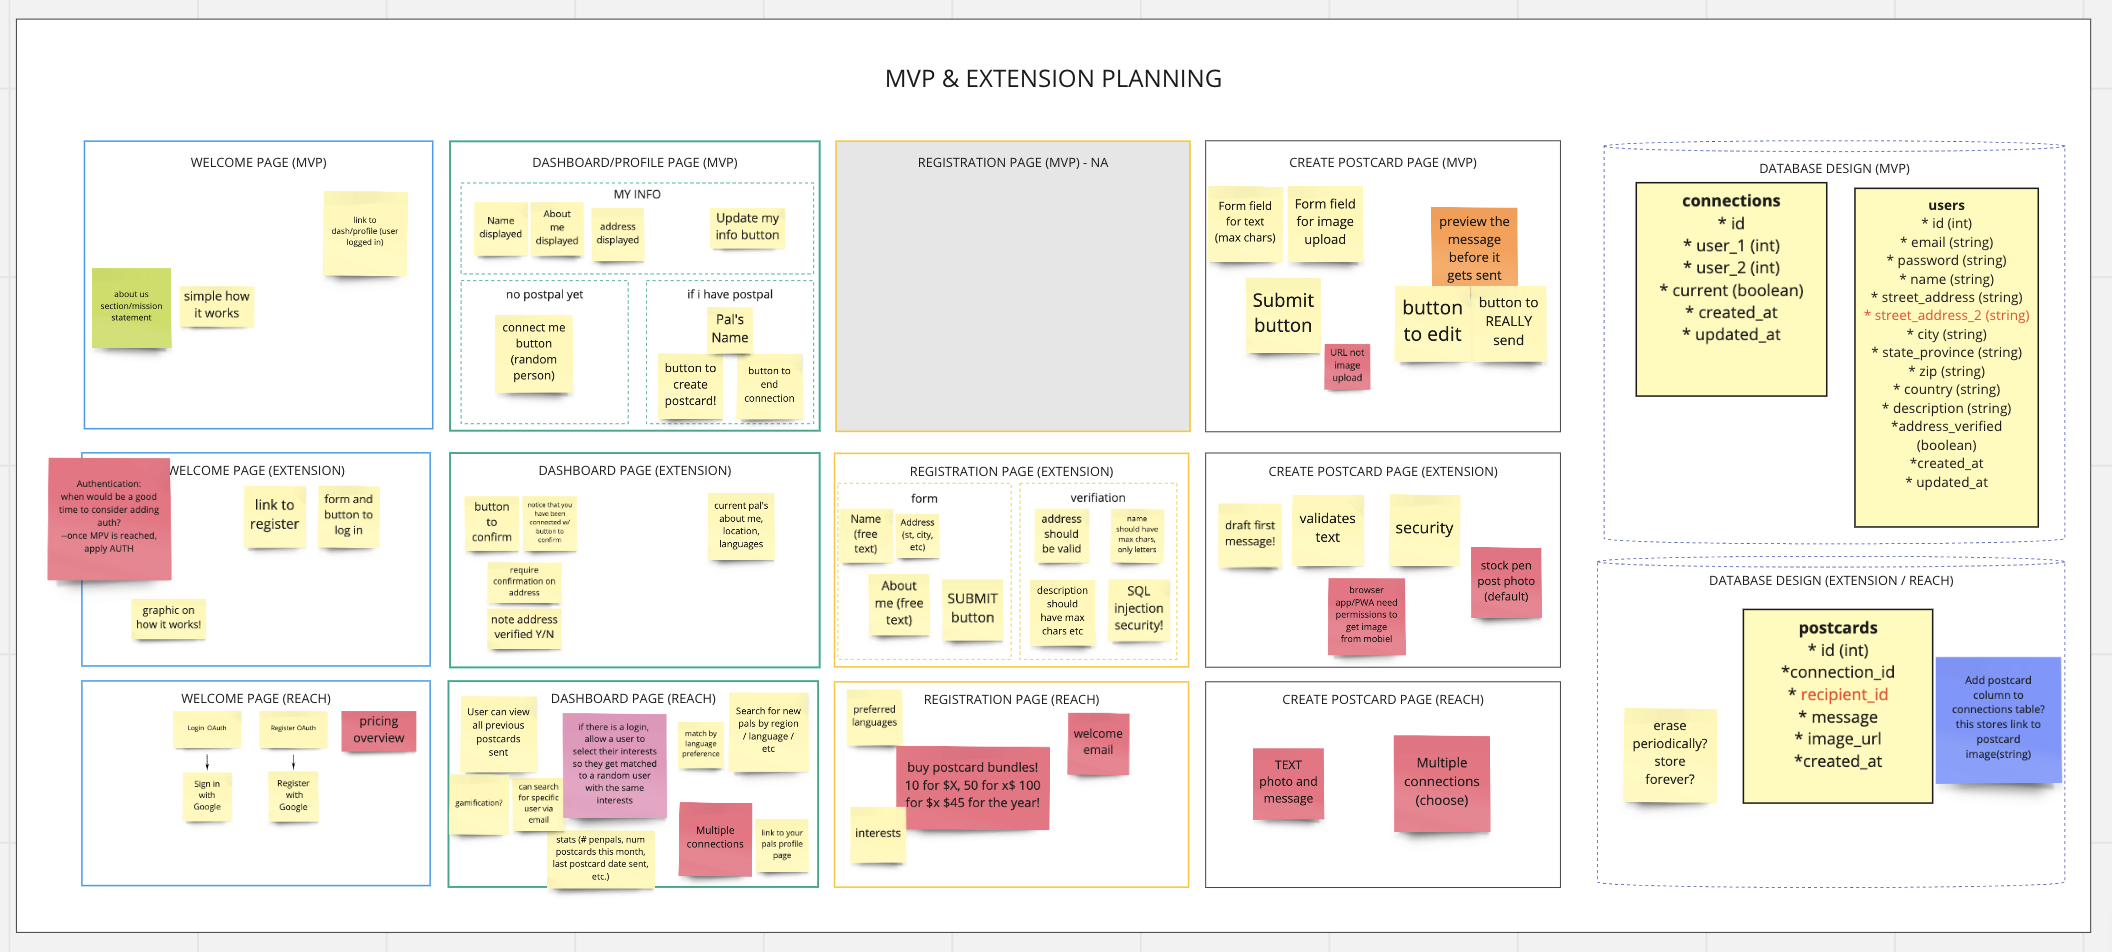 MVP & EXTENSION PLANNING
WELCOME PAGE (MVP)
link to
dash/profile (user
logged in)
about us
section/mission
statement
simple how
it works
DASHBOARD/PROFILE PAGE (MVP)
MY INFO
Name
displayed
About
me
displayed
address
displayed
Update my
info button
no postpal yet
connect me
button
(random
person)
if i have postpal
Pal's
Name
button to
create
postcard!
button to
end
connection
REGISTRATION PAGE (MVP) - NA
CREATE POSTCARD PAGE (MVP)
Form field
for text
(max chars)
Form field
for image
upload
preview the
message
before it
gets sent
Submit
button
URL not
image
upload
button
to edit
button to
REALLY
send
DATABASE DESIGN (MVP)
connections
* id
* user_1 (int)
* user_2 (int)
* current (boolean)
* created_at
* updated_at
users
* id (int)
* email (string)
* password (string)
* name (string)
* street_address (string)
* street_address_2 (string)
* city (string)
* state_province (string)
* zip (string)
* country (string)
* description (string)
*address_verified
(boolean)
*created_at
* updated_at
WELCOME PAGE (EXTENSION)
Authentication:
when would be a good
time to consider adding
auth?
--once MPV is reached,
apply AUTH
link to
register
form and
button to
log in
graphic on
how it works!
DASHBOARD PAGE (EXTENSION)
button
to
confirm
notice that you
have been
connected w/
button to
confirm
require
confirmation on
address
note address
verified Y/N
current pal's
about me,
location,
languages
REGISTRATION PAGE (EXTENSION)
form
Name
(free
text)
Address
(st, city,
etc)
About
me (free
text)
SUBMIT
button
verifiation
address
should
be valid
name
should have
max chars,
only letters
description
should
have max
chars etc
SQL
injection
security!
CREATE POSTCARD PAGE (EXTENSION)
draft first
message!
validates
text
security
browser
app/PWA need
permissions to
get image
from mobiel
stock pen
post photo
(default)
DATABASE DESIGN (EXTENSION / REACH)
erase
periodically?
store
forever?
postcards
* id (int)
*connection_id
* recipient_id
* message
* image_url
*created_at
Add postcard
column to
connections table?
this stores link to
postcard
image(string)
WELCOME PAGE (REACH)
Login OAuth
Register OAuth
pricing
overview
Sign in
with
Google
Register
with
Google
DASHBOARD PAGE (REACH)
User can view
all previous
postcards
sent
if there is a login,
allow a user to
select their interests
so they get matched
to a random user
with the same
interests
match by
language
preference
Search for new
pals by region
/ language /
etc
gamification?
can search
for specific
user via
email
stats (# penpals, num
postcards this month,
last postcard date sent,
etc.)
Multiple
connections
link to your
pals profile
page
REGISTRATION PAGE (REACH)
preferred
languages
welcome
email
buy postcard bundles!
10 for $X, 50 for x$ 100
for $x $45 for the year!
interests
CREATE POSTCARD PAGE (REACH)
TEXT
photo and
message
Multiple
connections
(choose)